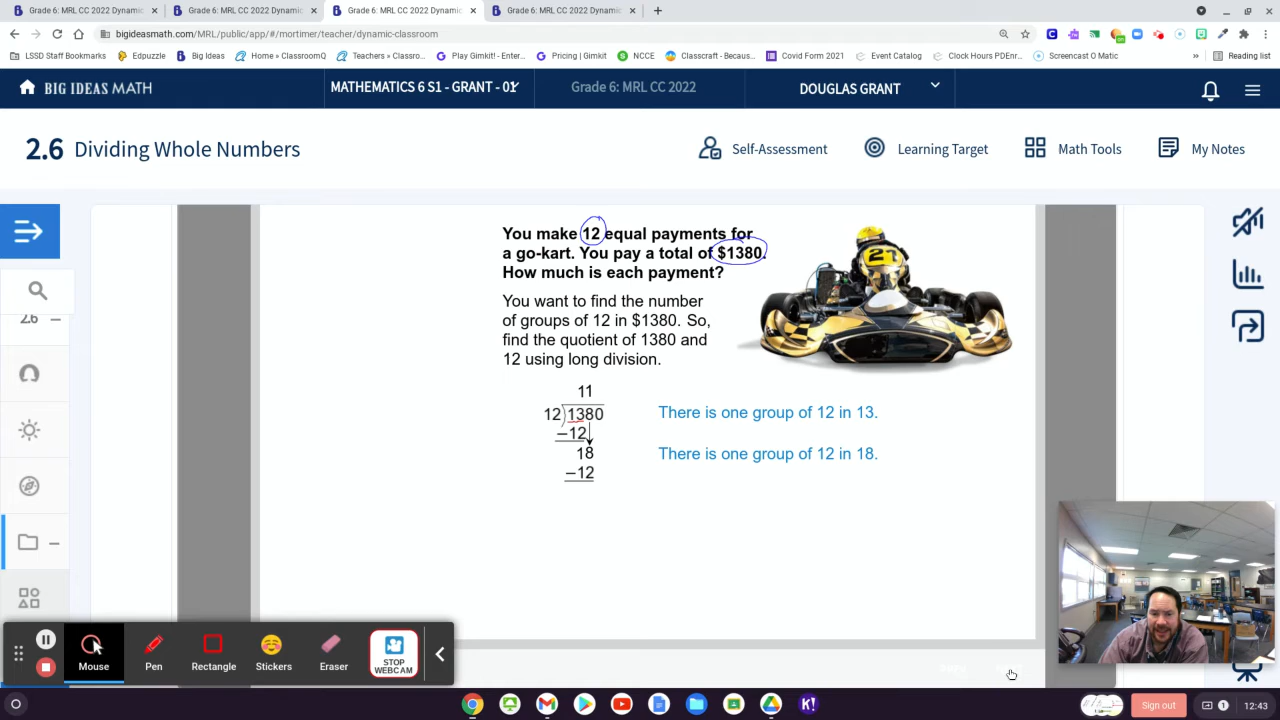 Grade 6: MRL CC 2022 Dynamic
Grade 6: MRL CC 2022 Dynamic
Grade 6: MRL CC 2022 Dynamic
Grade 6: MRL CC 2022 Dynamic
bigideasmath.com/MRL/public/app/#/mortimer/teacher/dynamic-classroom
LSSD Staff Bookmarks Edpuzzle Big Ideas Home » ClassroomQ Teachers » Classro... Play Gimkit! - Enter... Pricing | Gimkit NCCE Classcraft - Becaus... Covid Form 2021 Event Catalog Clock Hours PDEnr... Screencast O Matic » Reading list
BIG IDEAS MATH MATHEMATICS 6 S1 - GRANT - 01 Grade 6: MRL CC 2022 DOUGLAS GRANT
2.6 Dividing Whole Numbers Self-Assessment Learning Target Math Tools My Notes
2.6
You make 12 equal payments for
a go-kart. You pay a total of $1380.
How much is each payment?
21
You want to find the number
of groups of 12 in $1380. So,
find the quotient of 1380 and
12 using long division.
11
12 1380 There is one group of 12 in 13.
−12
18 There is one group of 12 in 18.
−12
Mouse Pen Rectangle Stickers Eraser STOP WEBCAM
K!
Sign out 1 12:43